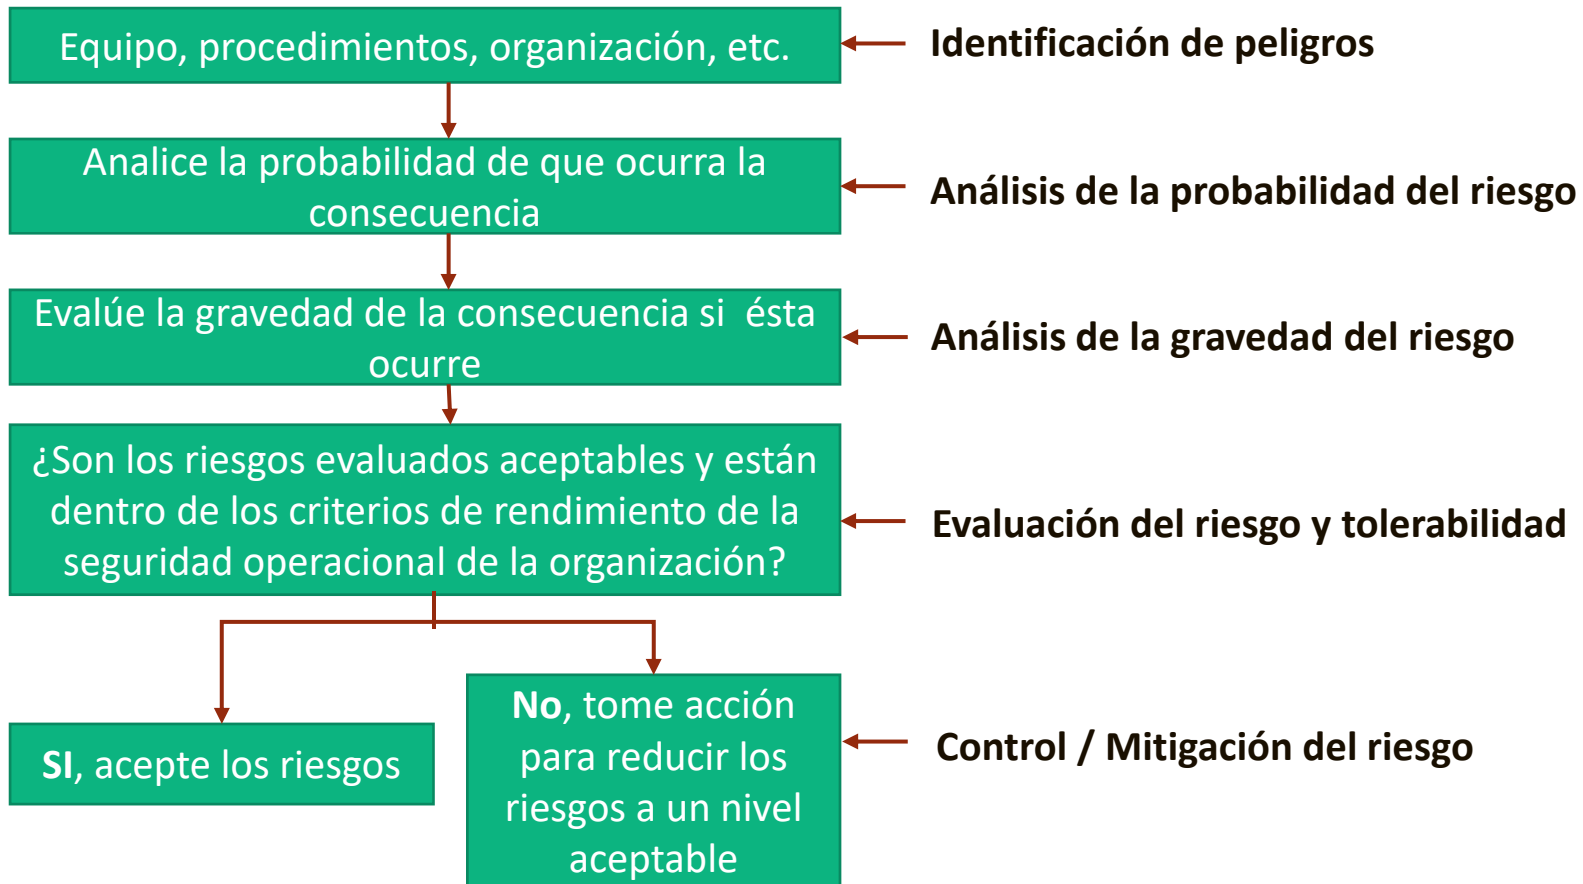 Equipo, procedimientos, organización, etc.
Identificación de peligros
Analice la probabilidad de que ocurra la
consecuencia
Análisis de la probabilidad del riesgo
Evalúe la gravedad de la consecuencia si ésta
ocurre
Análisis de la gravedad del riesgo
¿Son los riesgos evaluados aceptables y están
dentro de los criterios de rendimiento de la
seguridad operacional de la organización?
Evaluación del riesgo y tolerabilidad
SI, acepte los riesgos
No, tome acción
para reducir los
riesgos a un nivel
aceptable
Control / Mitigación del riesgo